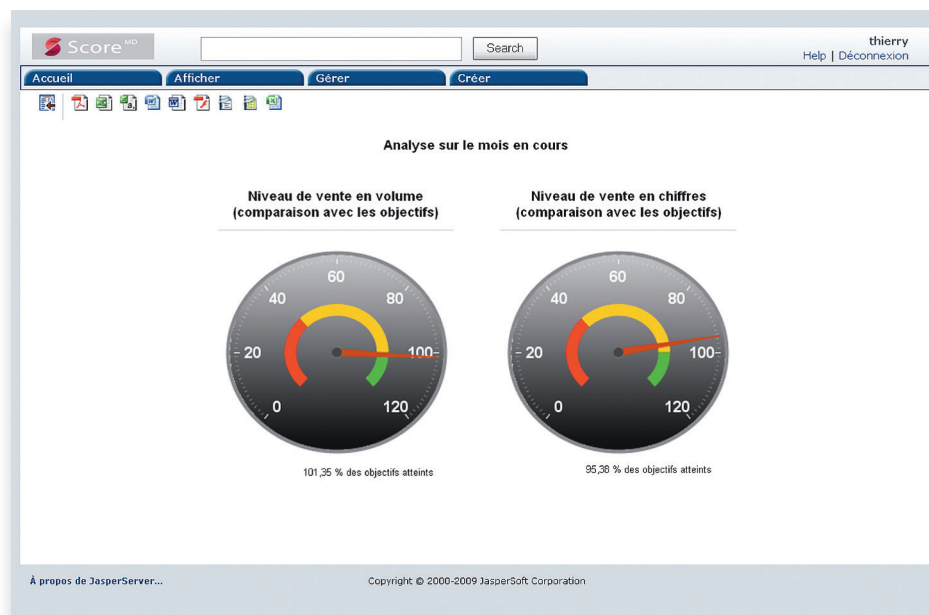 Score MD
Search
thierry
Help | Déconnexion
Accueil
Afficher
Gérer
Créer
Analyse sur le mois en cours
Niveau de vente en volume
(comparaison avec les objectifs)
0
20
40
60
80
100
120
101,35 % des objectifs atteints
Niveau de vente en chiffres
(comparaison avec les objectifs)
0
20
40
60
80
100
120
95,38 % des objectifs atteints
À propos de JasperServer...
Copyright © 2000-2009 JasperSoft Corporation